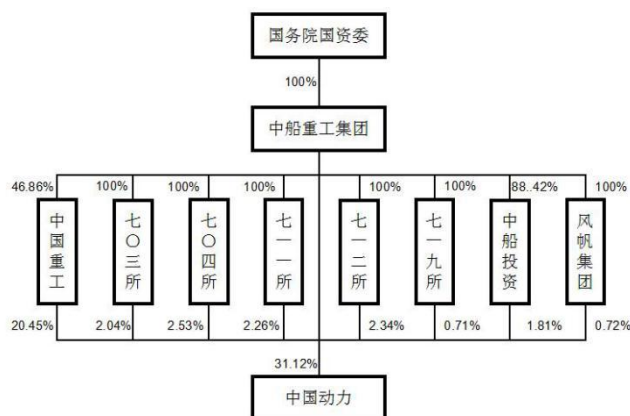 国务院国资委
100%
中船重工集团
46.86%
100%
100%
100%
100%
100%
88..42%
100%
中国重工
七〇三所
七〇四所
七一一所
七一二所
七一九所
中船投资
风帆集团
20.45%
2.04%
2.53%
2.26%
2.34%
0.71%
1.81%
0.72%
31.12%
中国动力